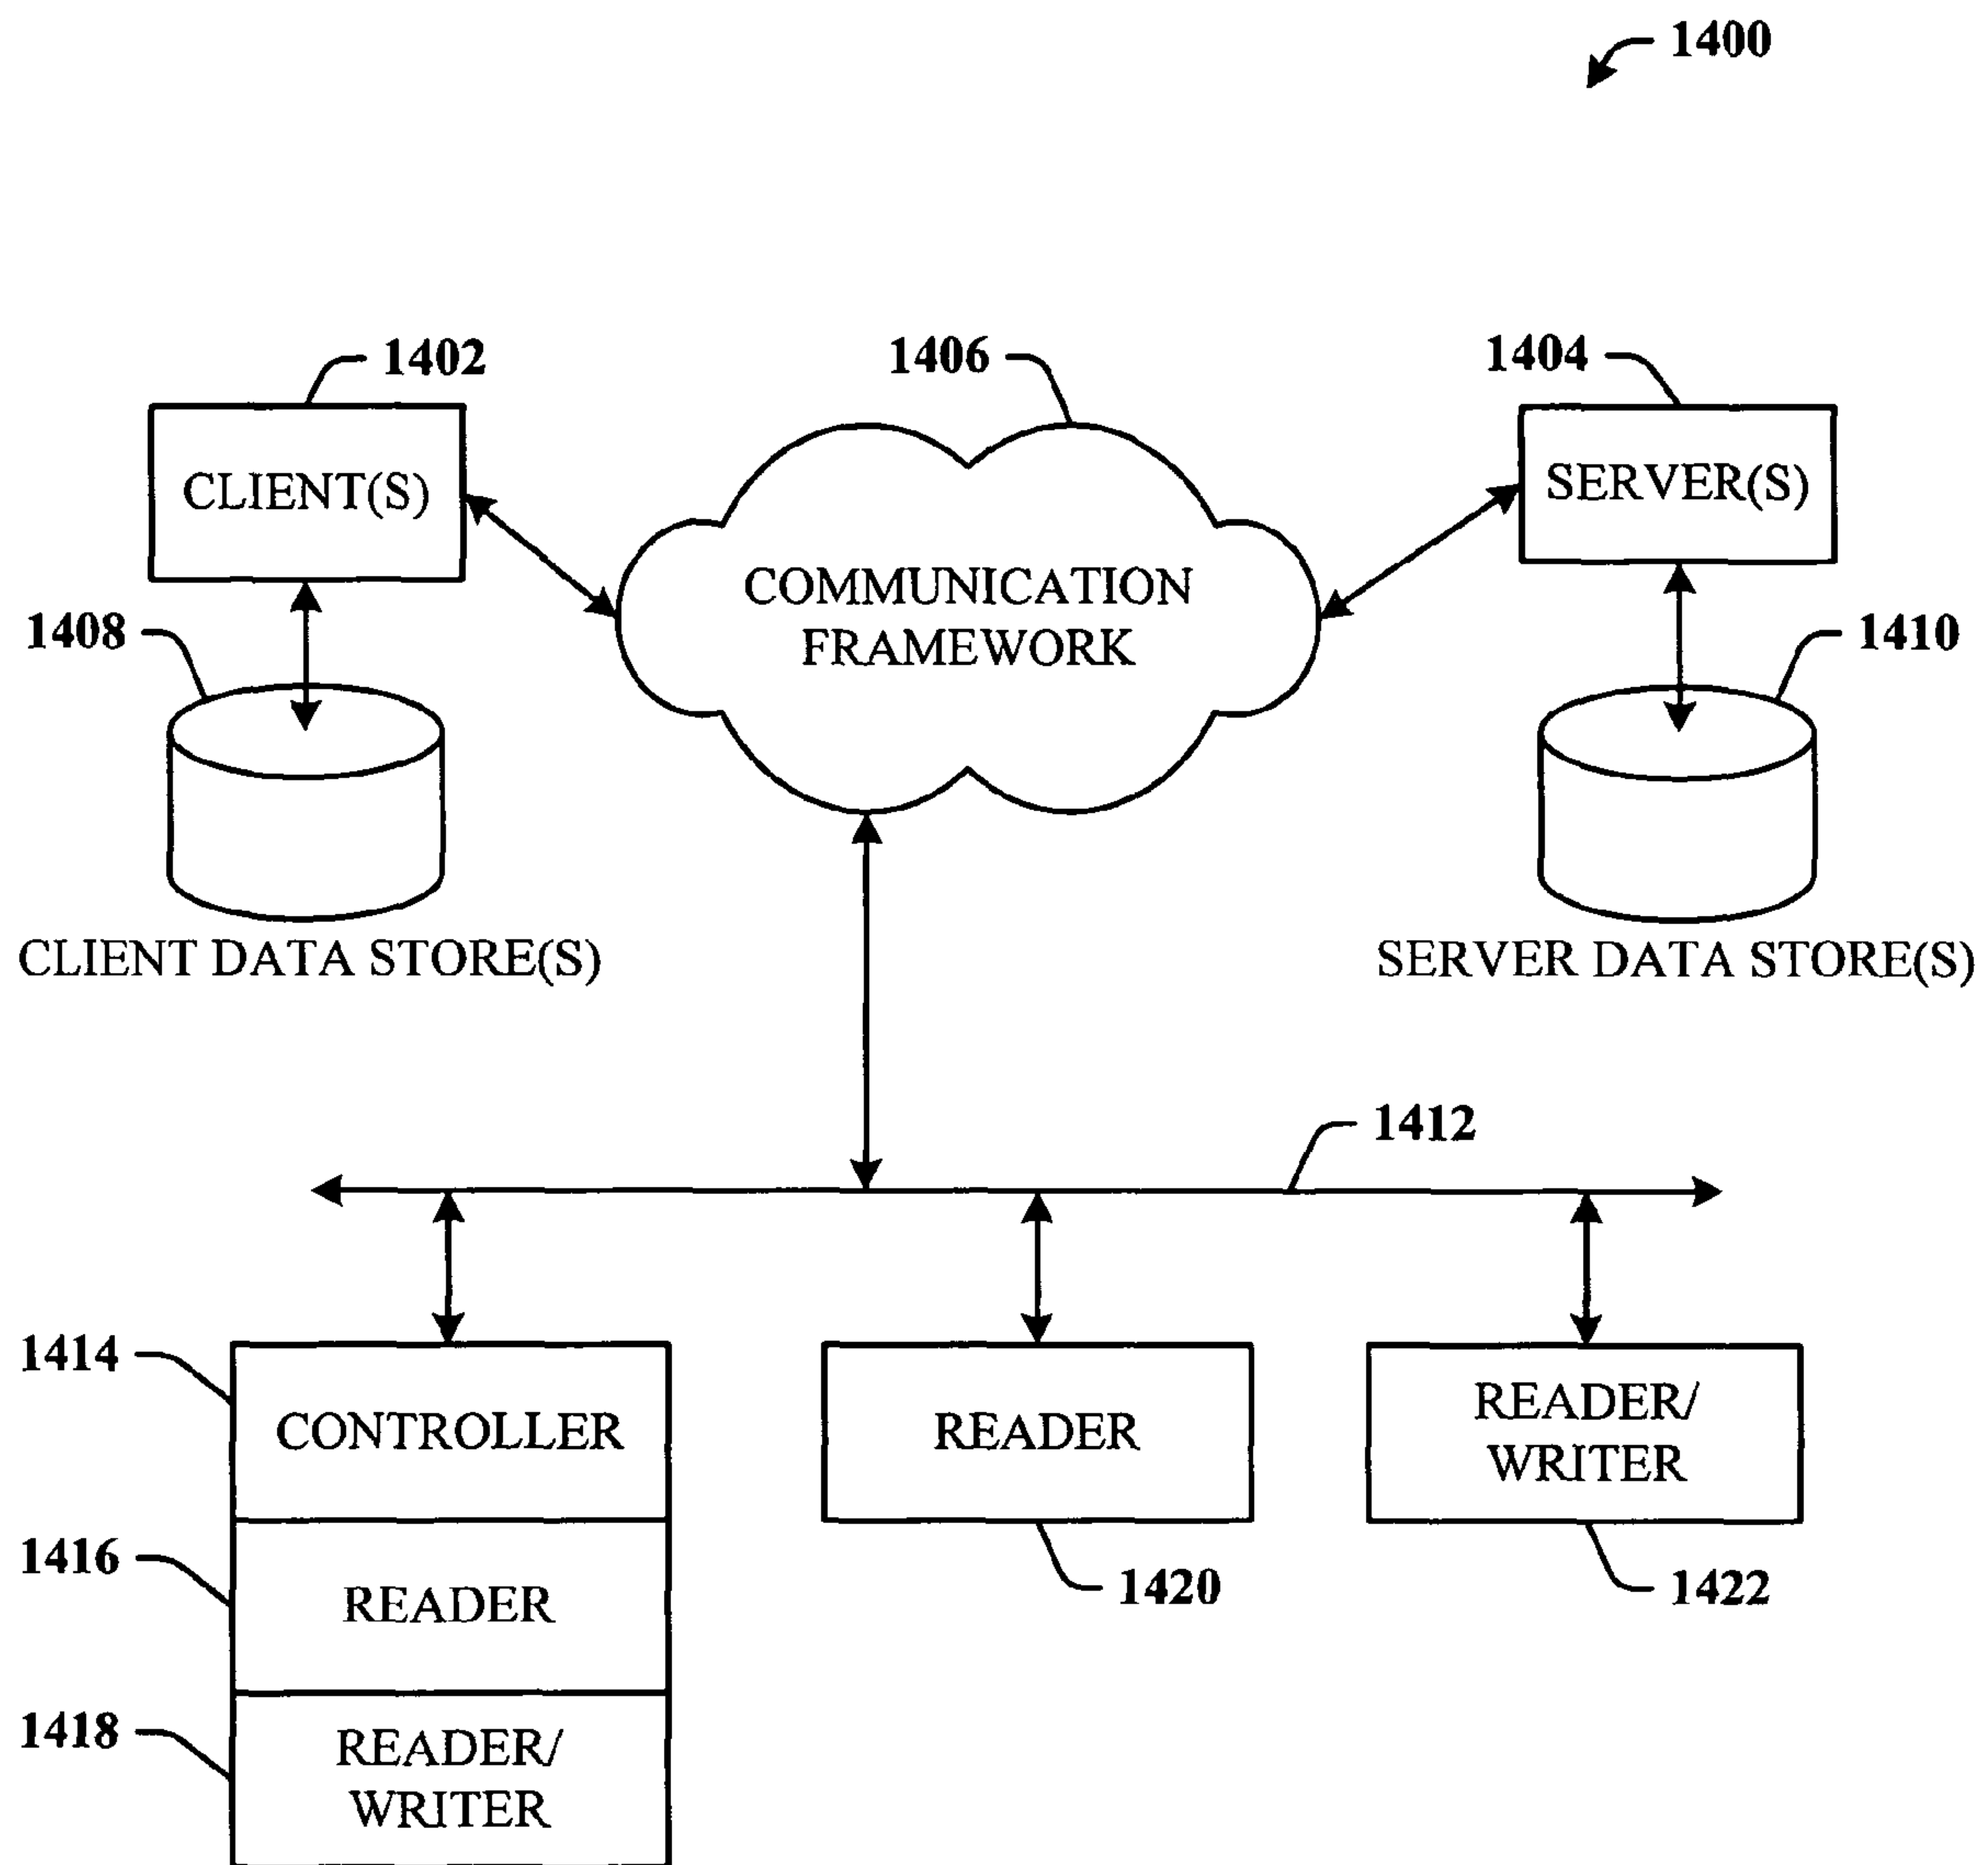 1400
1402
1406
1404
CLIENT(S)
SERVER(S)
COMMUNICATION
FRAMEWORK
1408
1410
CLIENT DATA STORE(S)
SERVER DATA STORE(S)
1412
1414
CONTROLLER
READER
READER/
WRITER
1416
READER
1420
1422
1418
READER/
WRITER